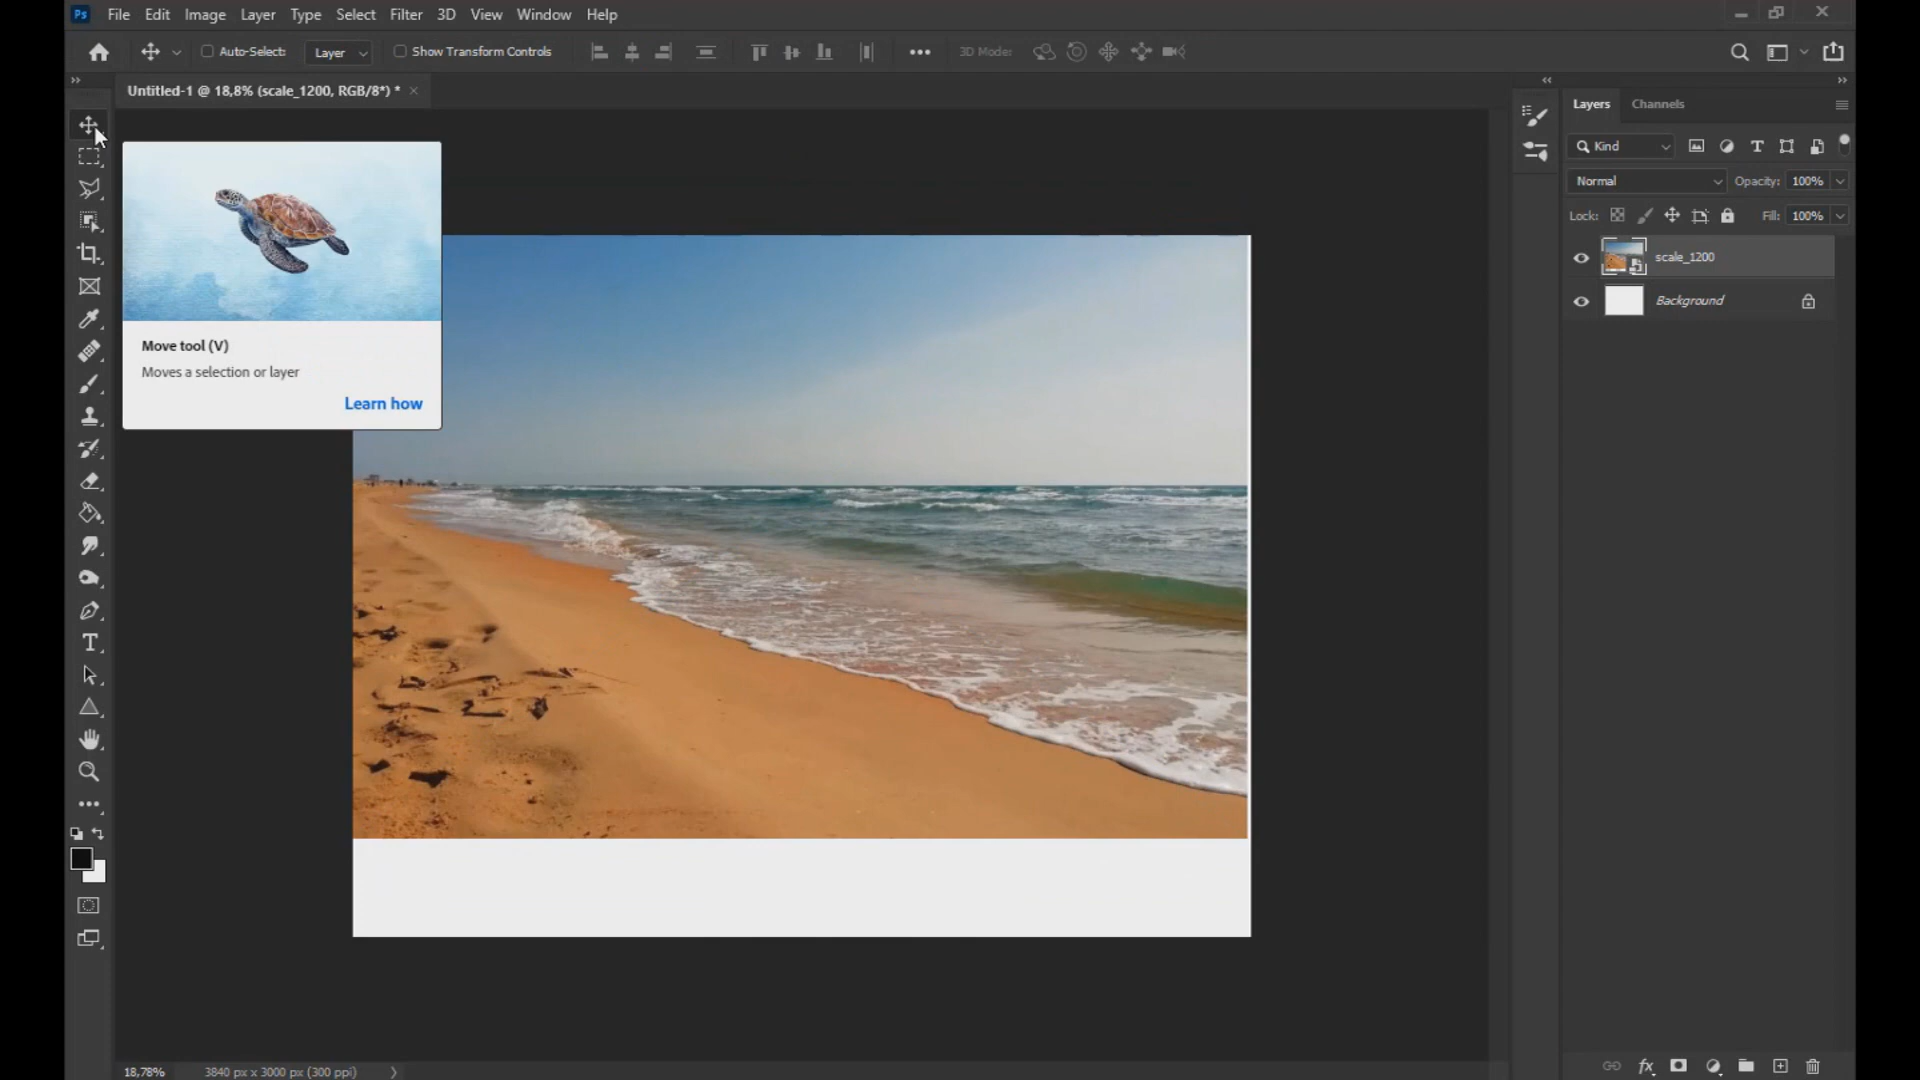 Ps File Edit Image Layer Type Select Filter 3D View Window Help
Auto-Select: Layer Show Transform Controls 3D Mode:
Untitled-1 @ 18,8% (scale_1200, RGB/8*) * ×
Layers Channels
Kind
Normal Opacity: 100%
Lock: Fill: 100%
scale_1200
Background
Move tool (V)
Moves a selection or layer
Learn how
18,78% 3840 px x 3000 px (300 ppi)